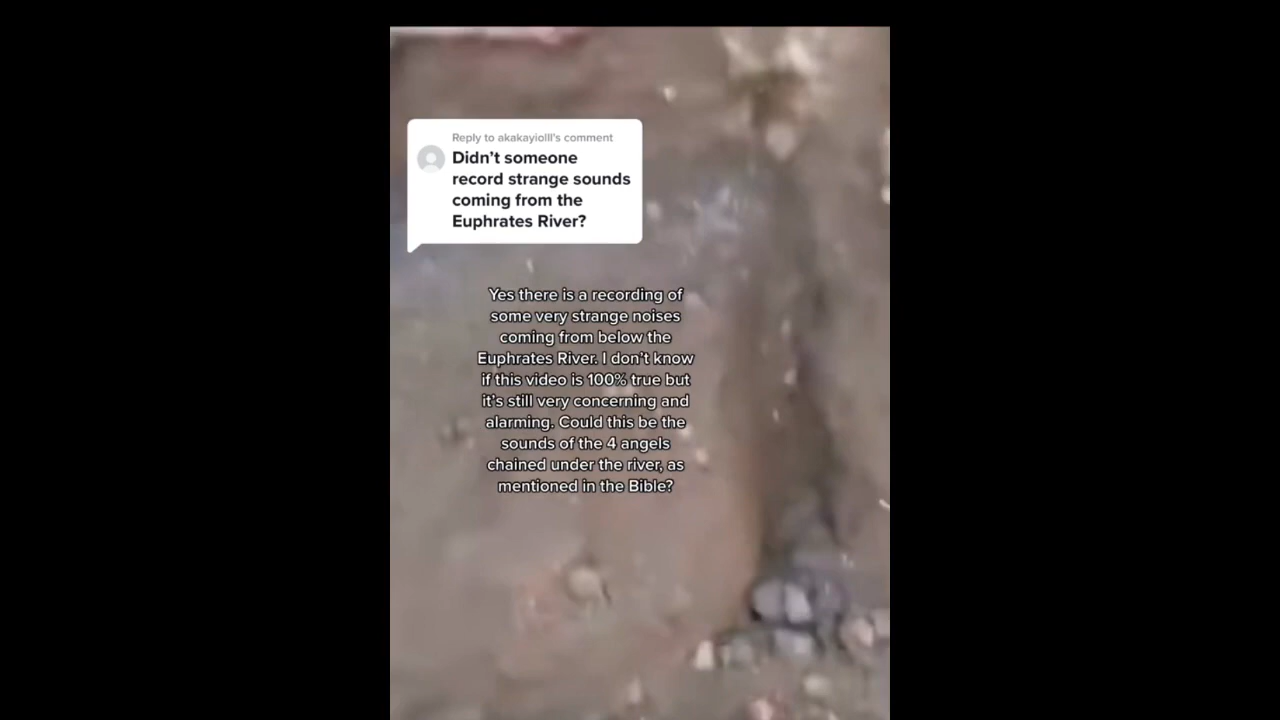 Reply to akakayiolll's comment
Didn't someone
record strange sounds
coming from the
Euphrates River?
Yes there is a recording of
some very strange noises
coming from below the
Euphrates River. I don't know
if this video is 100% true but
it's still very concerning and
alarming. Could this be the
sounds of the 4 angels
chained under the river, as
mentioned in the Bible?